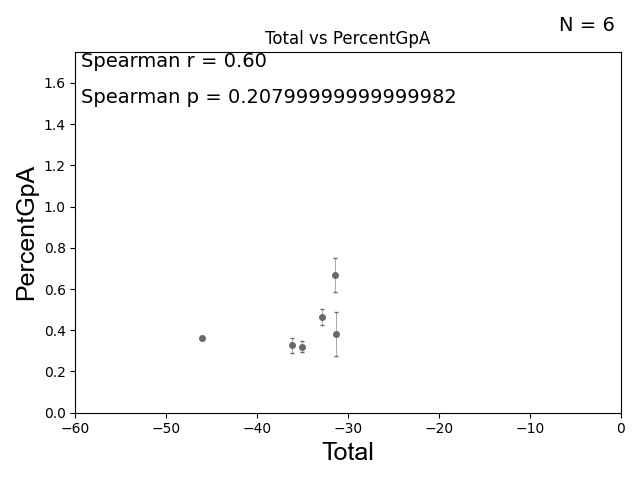 N = 6
Total vs PercentGpA
Spearman r = 0.60
Spearman p = 0.20799999999999982
PercentGpA
1.6
1.4
1.2
1.0
0.8
0.6
0.4
0.2
0.0
−60 −50 −40 −30 −20 −10 0
Total